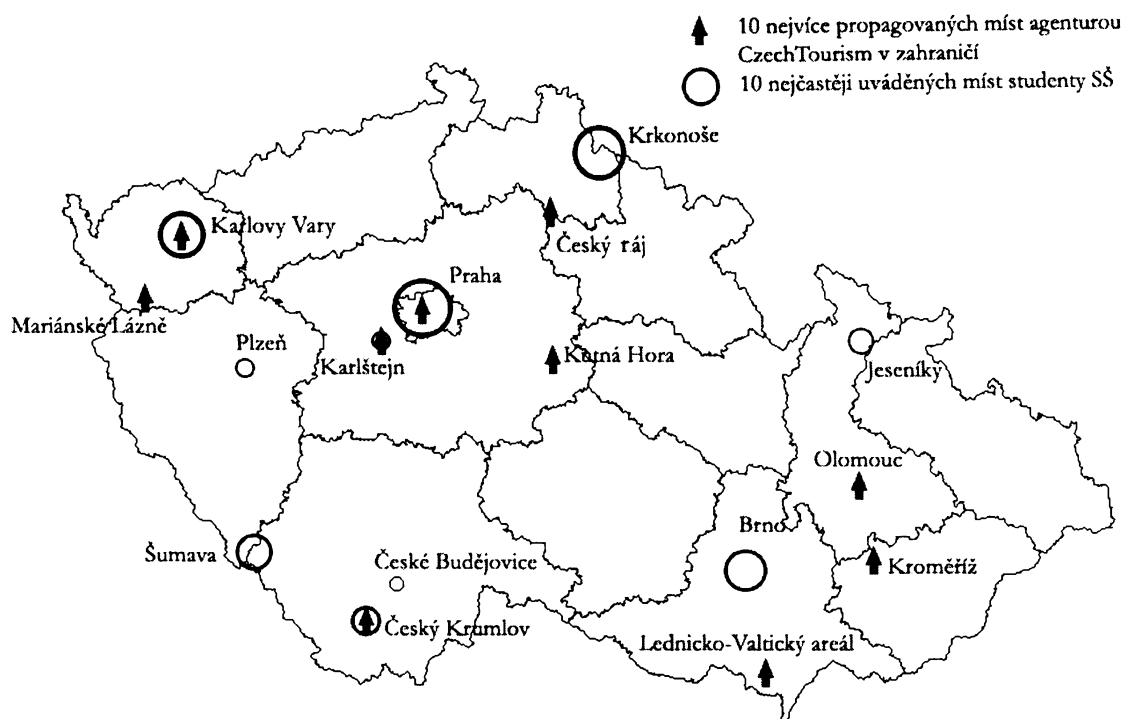 10 nejvíce propagovaných míst agenturou
CzechTourism v zahraničí
10 nejčastěji uváděných míst studenty SŠ
Krkonoše
Karlovy Vary
Český ráj
Praha
Mariánské Lázně
Plzeň
Karlštejn
Kutná Hora
Jeseníky
Olomouc
Brno
Šumava
České Budějovice
Kroměříž
Český Krumlov
Lednicko-Valtický areál